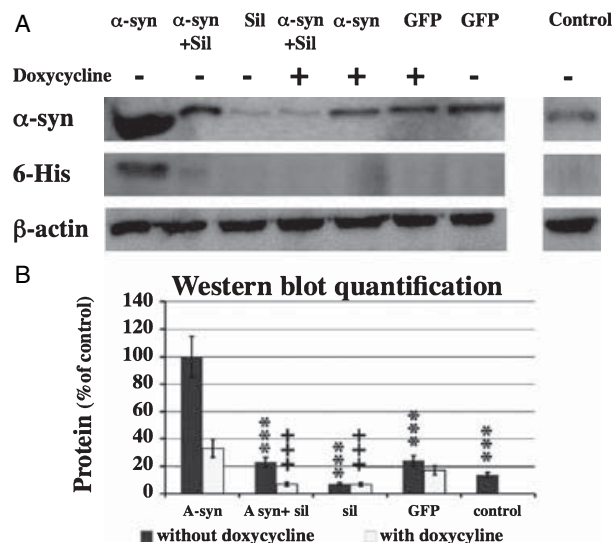 A
α-syn α-syn +Sil Sil α-syn +Sil α-syn GFP GFP Control
Doxycycline - - - + + + - -
α-syn
6-His
β-actin
B
Western blot quantification
Protein (% of control)
140
120
100
80
60
40
20
0
*** ‡‡‡ *** ‡‡‡ *** ***
A-syn A syn+ sil sil GFP control
without doxycycline with doxycyline